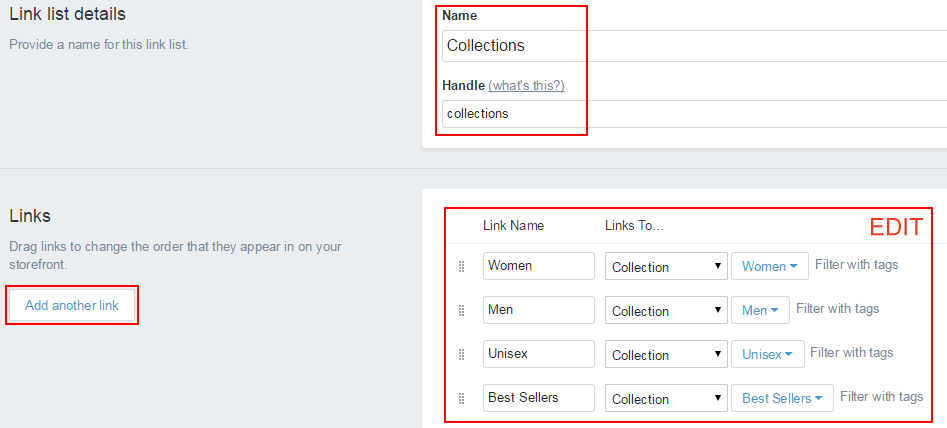 Link list details
Provide a name for this link list.
Name
Collections
Handle (what's this?)
collections
Links
Drag links to change the order that they appear in on your
storefront.
Add another link
Link Name Links To... EDIT
Women Collection Women Filter with tags
Men Collection Men Filter with tags
Unisex Collection Unisex Filter with tags
Best Sellers Collection Best Sellers Filter with tags